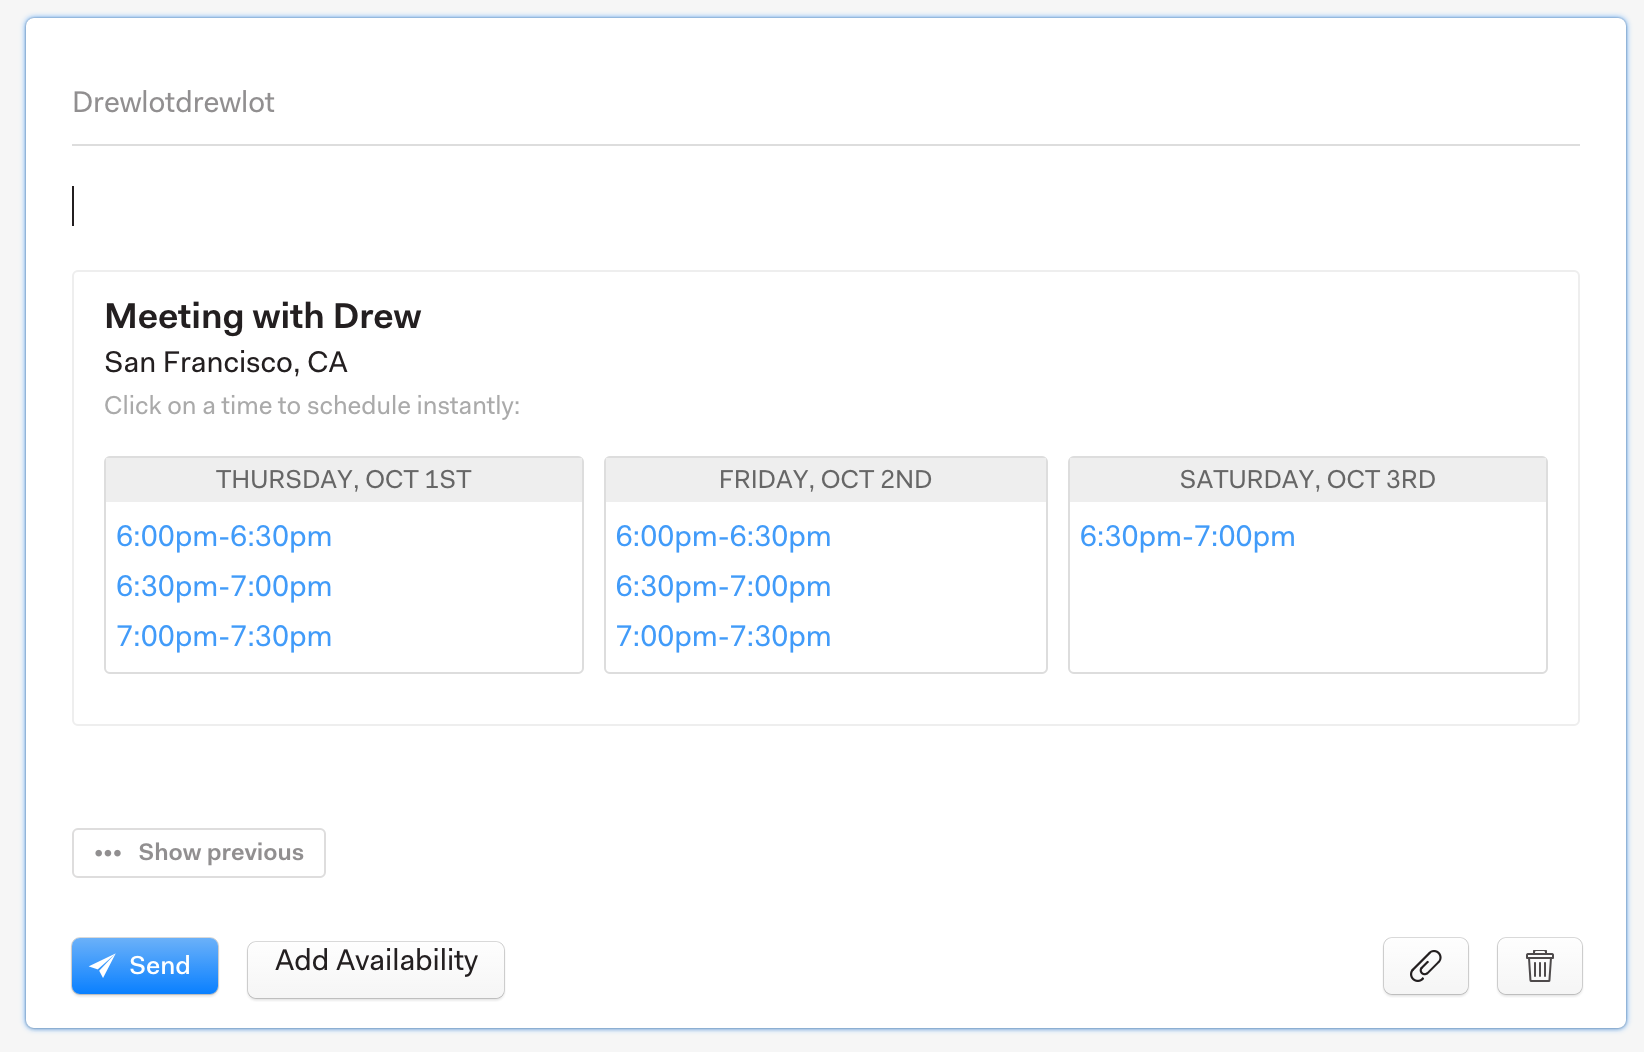 Drewlotdrewlot
Meeting with Drew
San Francisco, CA
Click on a time to schedule instantly:
THURSDAY, OCT 1ST
6:00pm-6:30pm
6:30pm-7:00pm
7:00pm-7:30pm
FRIDAY, OCT 2ND
6:00pm-6:30pm
6:30pm-7:00pm
7:00pm-7:30pm
SATURDAY, OCT 3RD
6:30pm-7:00pm
••• Show previous
Send
Add Availability